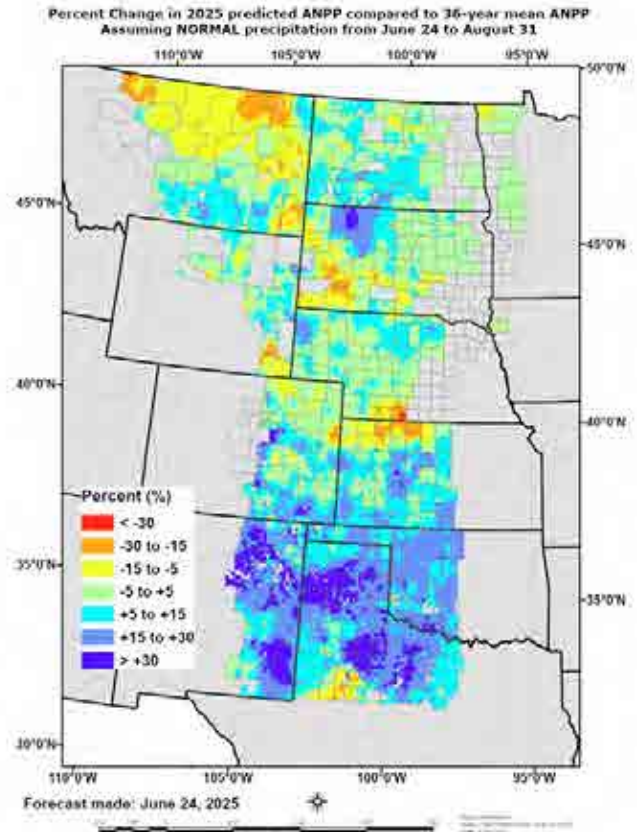 Percent Change in 2025 predicted ANPP compared to 36-year mean ANPP
Assuming NORMAL precipitation from June 24 to August 31
110°0'W 105°0'W 100°0'W
50°0'N
45°0'N
45°0'N
40°0'N
40°0'N
35°0'N
35°0'N
30°0'N
Percent (%)
< -30
-30 to -15
-15 to -5
-5 to +5
+5 to +15
+15 to +30
> +30
110°0'W 105°0'W 100°0'W 95°0'W
Forecast made: June 24, 2025